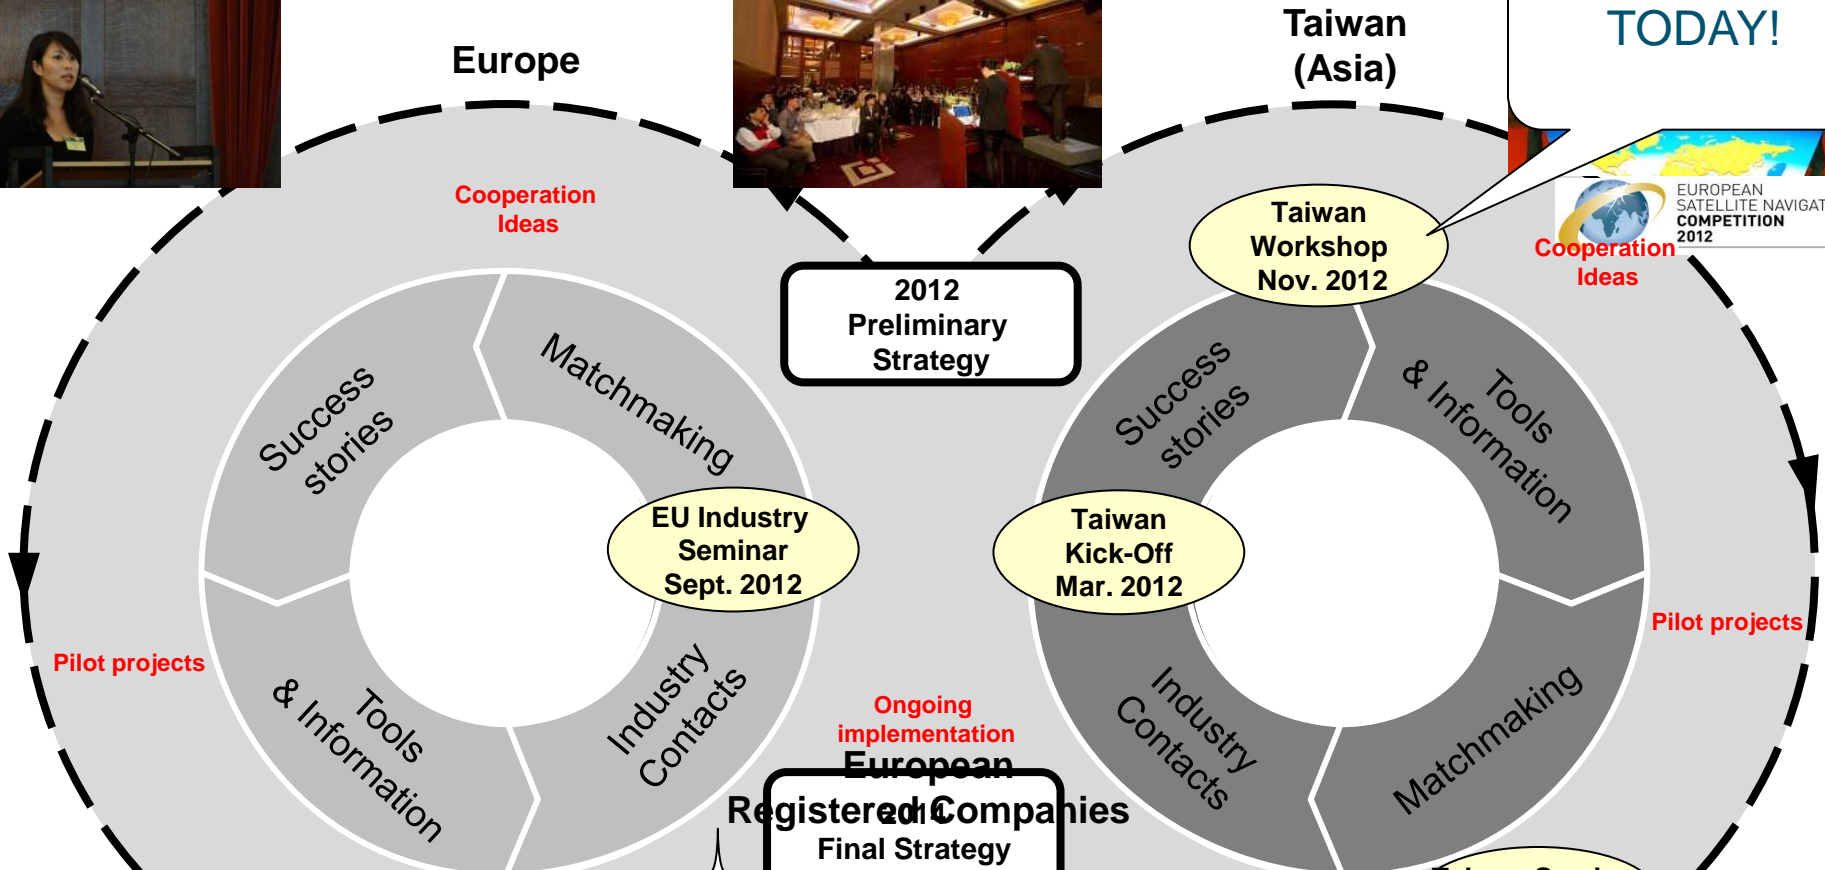 Europe
Taiwan
(Asia)
TODAY!
Cooperation
Ideas
Taiwan
Workshop
Nov. 2012
EUROPEAN
SATELLITE NAVIGAT
COMPETITION
2012
Cooperation
Ideas
2012
Preliminary
Strategy
Success
stories
Matchmaking
Success
stories
Tools
& Information
EU Industry
Seminar
Sept. 2012
Taiwan
Kick-Off
Mar. 2012
Pilot projects
Pilot projects
Tools
& Information
Industry
Contacts
Industry
Contacts
Matchmaking
Ongoing
implementation
European
Registered Companies
2014
Final Strategy